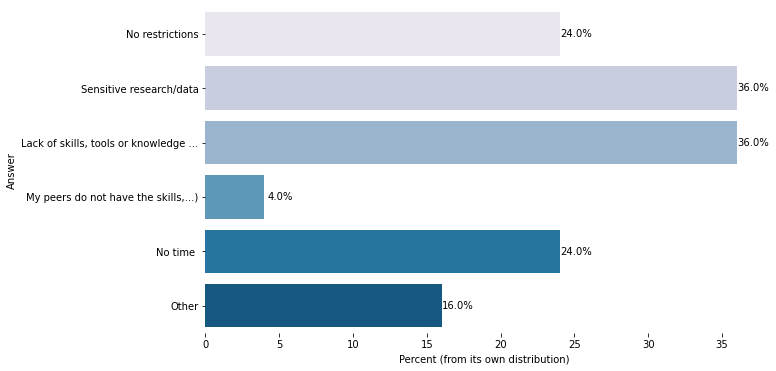 No restrictions
24.0%
Sensitive research/data
36.0%
Lack of skills, tools or knowledge ...
36.0%
My peers do not have the skills,...)
4.0%
No time
24.0%
Other
16.0%
Answer
0 5 10 15 20 25 30 35
Percent (from its own distribution)